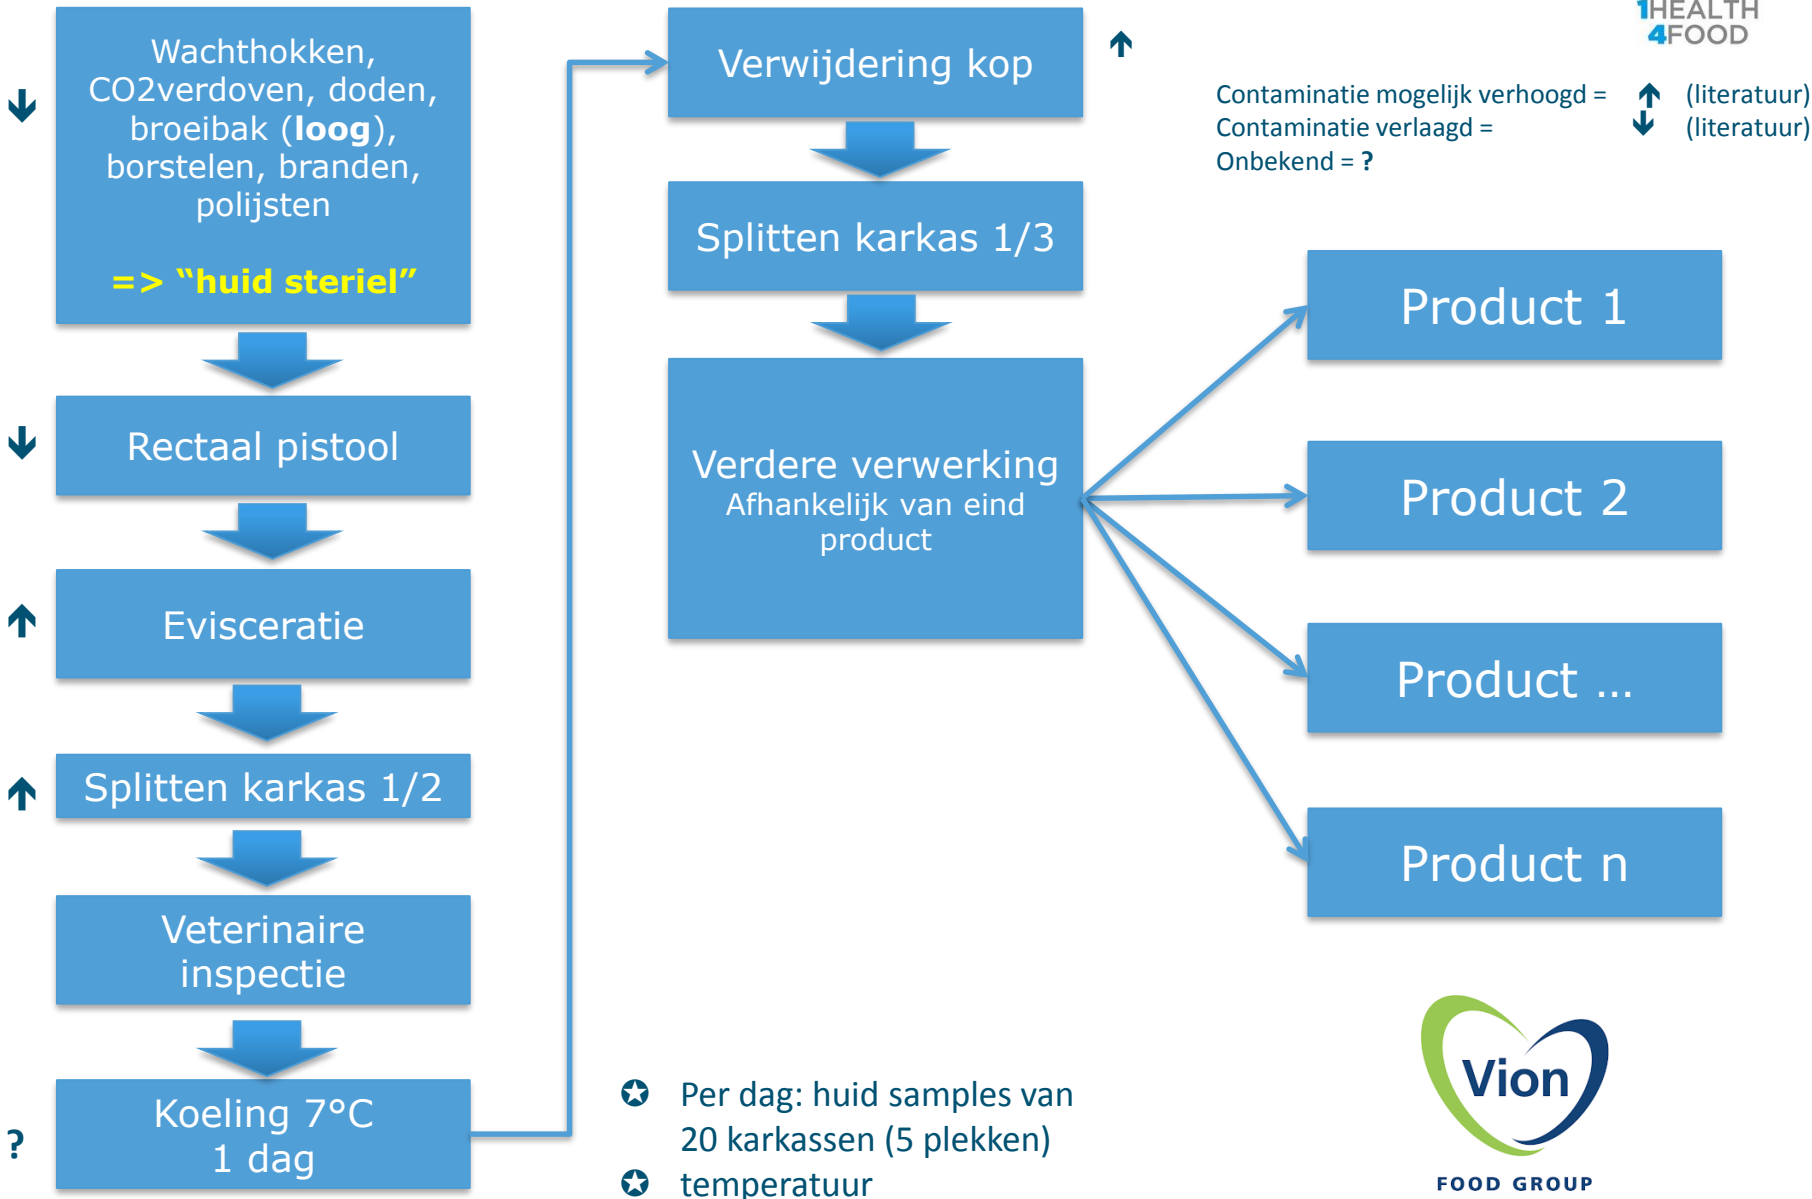 Wachthokken,
CO2verdoven, doden,
broeibak (loog),
borstelen, branden,
polijsten
=> “huid steriel”
Rectaal pistool
Evisceratie
Splitten karkas 1/2
Veterinaire
inspectie
Koeling 7°C
1 dag
?
Verwijdering kop
Splitten karkas 1/3
Verdere verwerking
Afhankelijk van eind
product
1HEALTH
4FOOD
Contaminatie mogelijk verhoogd = ↑ (literatuur)
Contaminatie verlaagd = ↓ (literatuur)
Onbekend = ?
Product 1
Product 2
Product ...
Product n
Per dag: huid samples van
20 karkassen (5 plekken)
temperatuur
Vion
FOOD GROUP